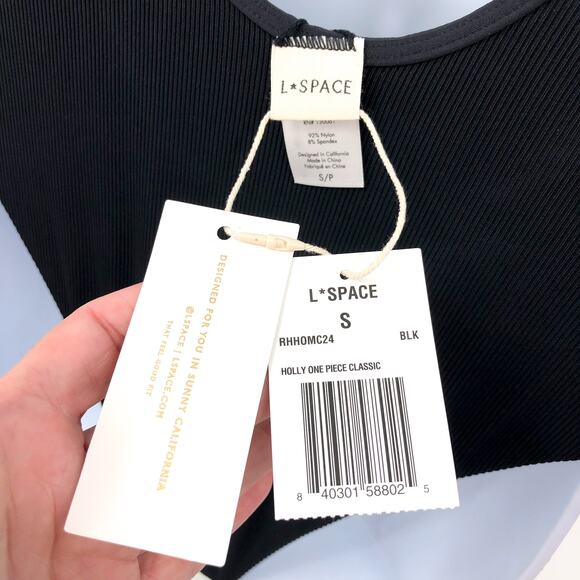 L*SPACE
92% Nylon
8% Spandex
Designed in California
Made in China
Fabriqué en Chine
S/P
DESIGNED FOR YOU IN SUNNY CALIFORNIA
@LSPACE | LSPACE.COM
THAT FEEL GOOD FIT
L*SPACE
S
RHHOMC24 BLK
HOLLY ONE PIECE CLASSIC
8 40301 58802 5